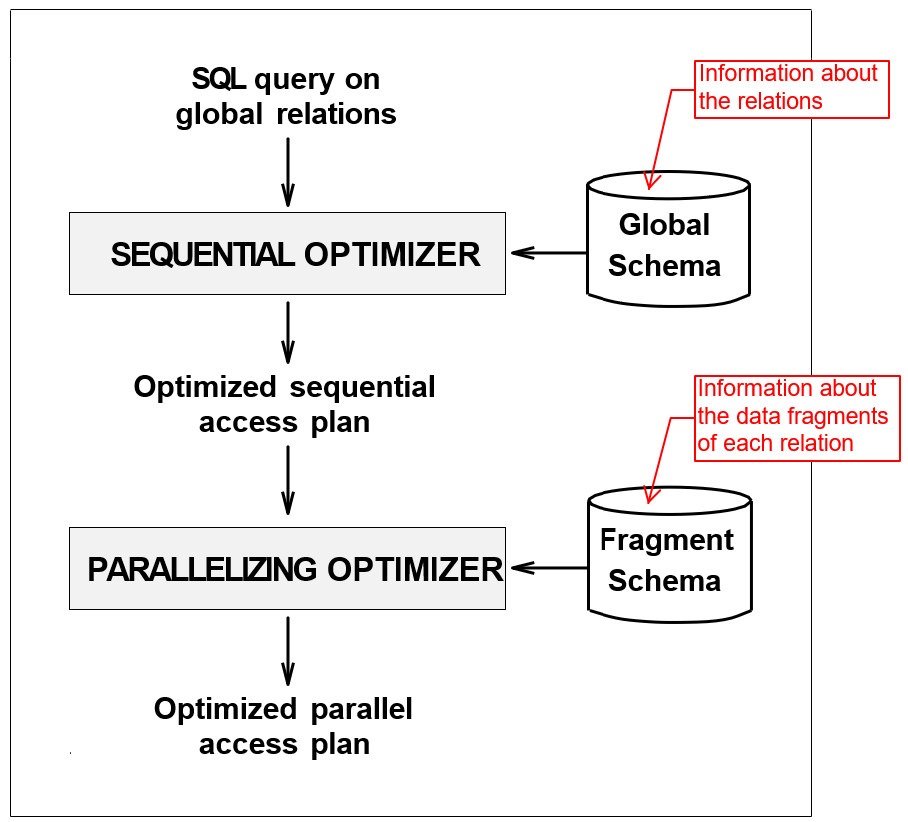 SQL query on
global relations
Information about
the relations
Global
Schema
SEQUENTIAL OPTIMIZER
Optimized sequential
access plan
Information about
the data fragments
of each relation
Fragment
Schema
PARALLELIZING OPTIMIZER
Optimized parallel
access plan